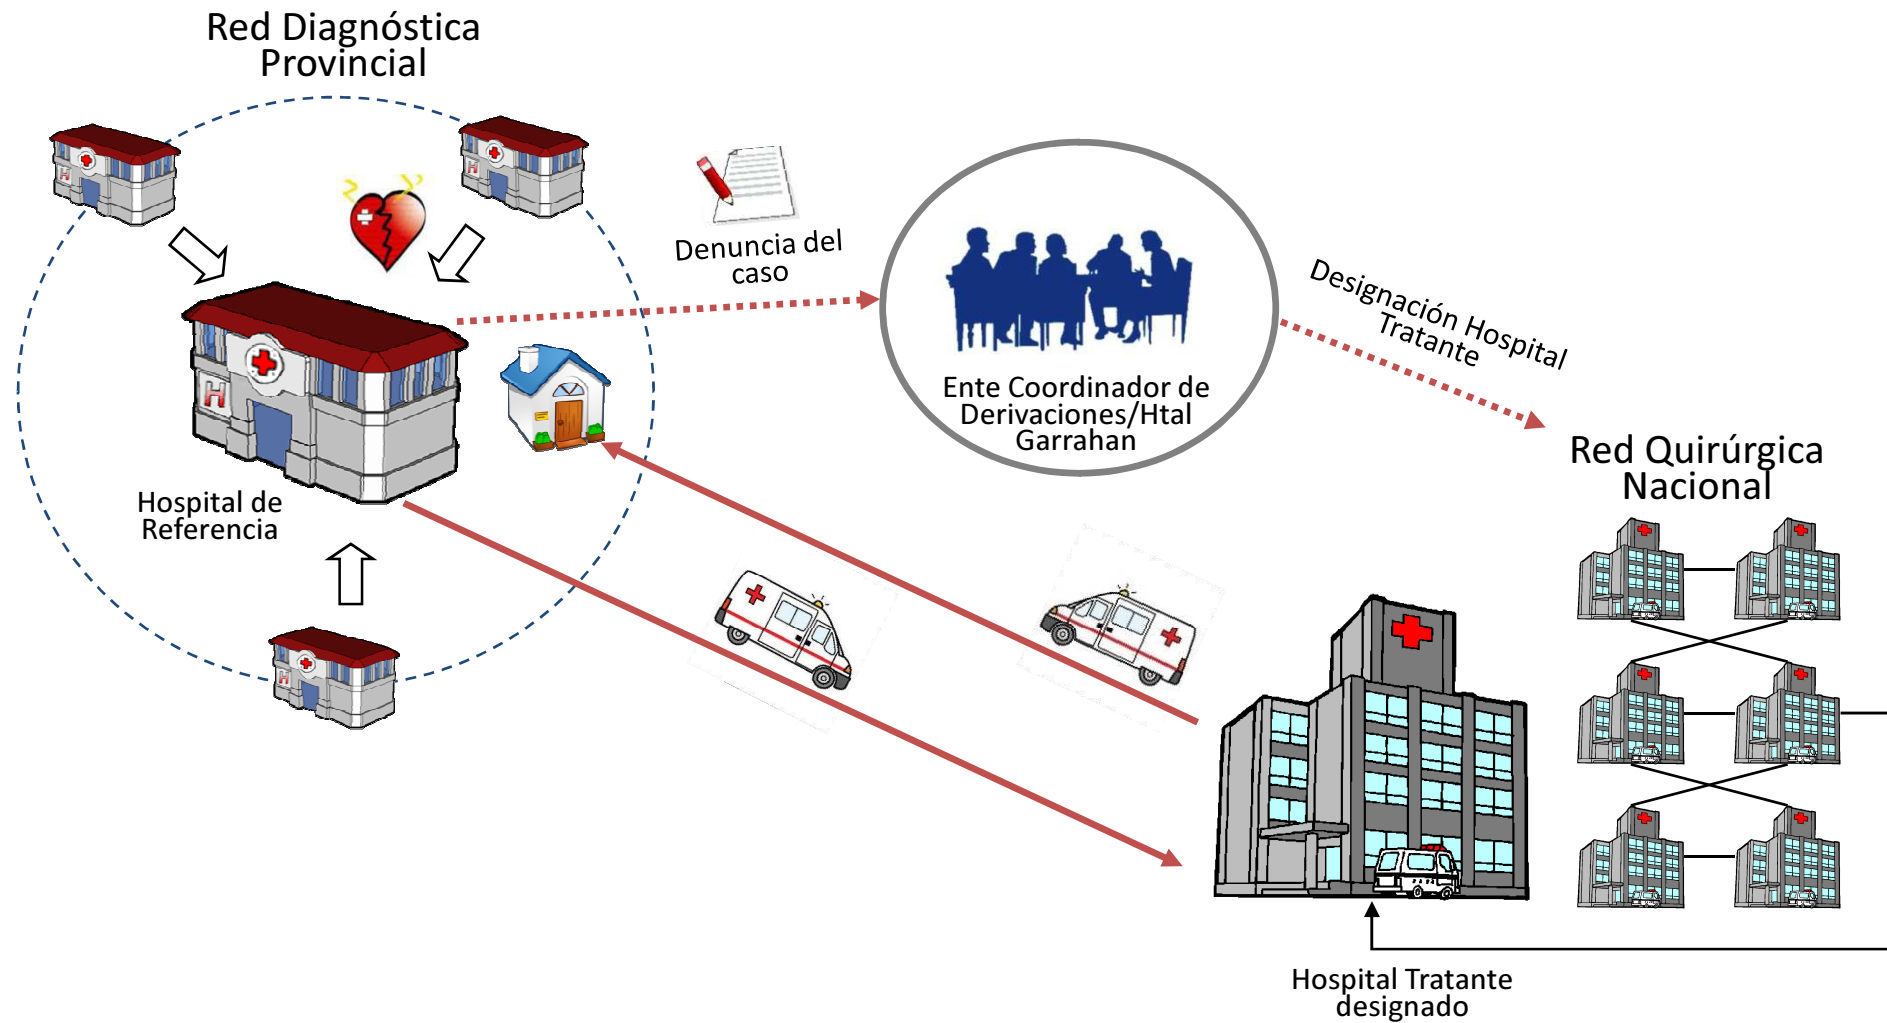 Red Diagnóstica
Provincial
Denuncia del
caso
Designación Hospital
Tratante
Ente Coordinador de
Derivaciones/Htal
Garrahan
Hospital de
Referencia
H
H
H
H
Red Quirúrgica
Nacional
Hospital Tratante
designado